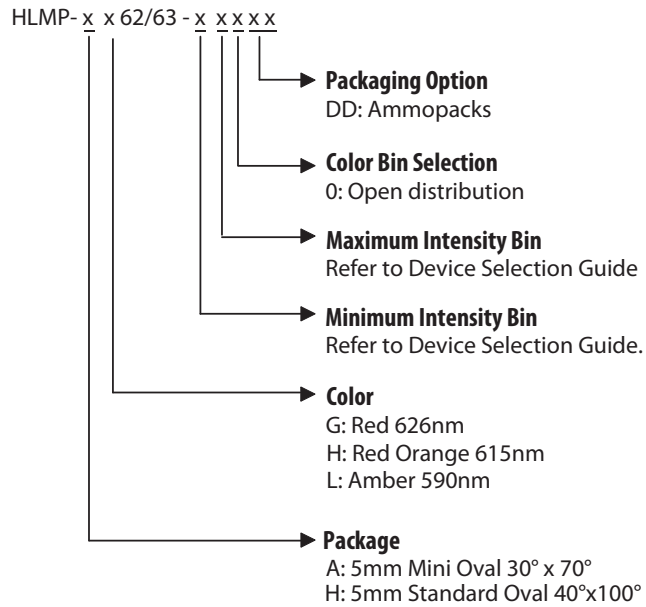 HLMP- x x 62/63 - x x x x x
Packaging Option
DD: Ammopacks
Color Bin Selection
0: Open distribution
Maximum Intensity Bin
Refer to Device Selection Guide
Minimum Intensity Bin
Refer to Device Selection Guide.
Color
G: Red 626nm
H: Red Orange 615nm
L: Amber 590nm
Package
A: 5mm Mini Oval 30° x 70°
H: 5mm Standard Oval 40°x100°